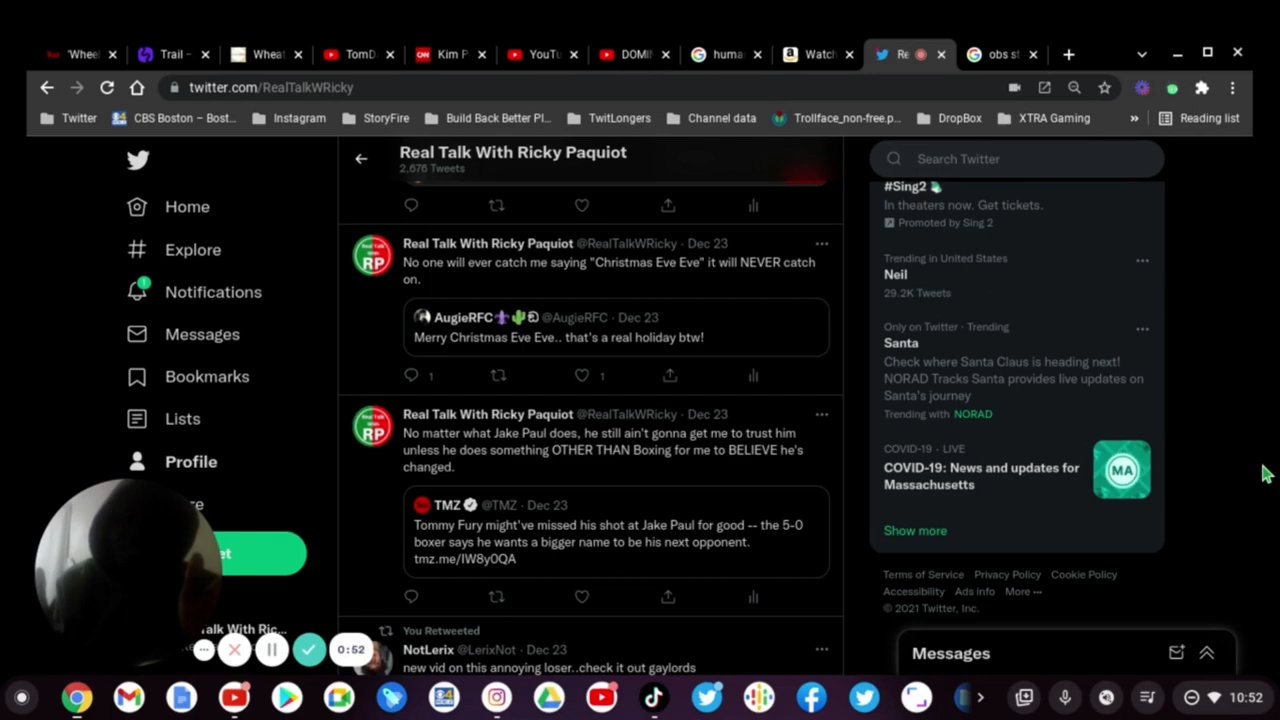 'Wheel
Trail –
Wheat
TomD
Kim P
YouTu
DOMI
huma
Watch
Re
obs st
twitter.com/RealTalkWRicky
Twitter
CBS Boston – Bost...
Instagram
StoryFire
Build Back Better Pl...
TwitLongers
Channel data
Trollface_non-free.p...
DropBox
XTRA Gaming
»
Reading list
Home
Explore
1
Notifications
Messages
Bookmarks
Lists
Profile
Real Talk With Ricky Paquiot
2,676 Tweets
Real Talk With Ricky Paquiot @RealTalkWRicky · Dec 23
No one will ever catch me saying "Christmas Eve Eve" it will NEVER catch
on.
AugieRFC⚜️🌵 @AugieRFC · Dec 23
Merry Christmas Eve Eve.. that's a real holiday btw!
1
1
Real Talk With Ricky Paquiot @RealTalkWRicky · Dec 23
No matter what Jake Paul does, he still ain't gonna get me to trust him
unless he does something OTHER THAN Boxing for me to BELIEVE he's
changed.
TMZ @TMZ · Dec 23
Tommy Fury might've missed his shot at Jake Paul for good -- the 5-0
boxer says he wants a bigger name to be his next opponent.
tmz.me/IW8y0QA
You Retweeted
NotLerix @LerixNot · Dec 23
new vid on this annoying loser..check it out gaylords
Search Twitter
#Sing2
In theaters now. Get tickets.
Promoted by Sing 2
Trending in United States
Neil
29.2K Tweets
Only on Twitter · Trending
Santa
Check where Santa Claus is heading next!
NORAD Tracks Santa provides live updates on
Santa's journey
Trending with NORAD
COVID-19 · LIVE
COVID-19: News and updates for
Massachusetts
MA
Show more
Terms of Service Privacy Policy Cookie Policy
Accessibility Ads info More ···
© 2021 Twitter, Inc.
Messages
alk With Ric...
0:52
10:52